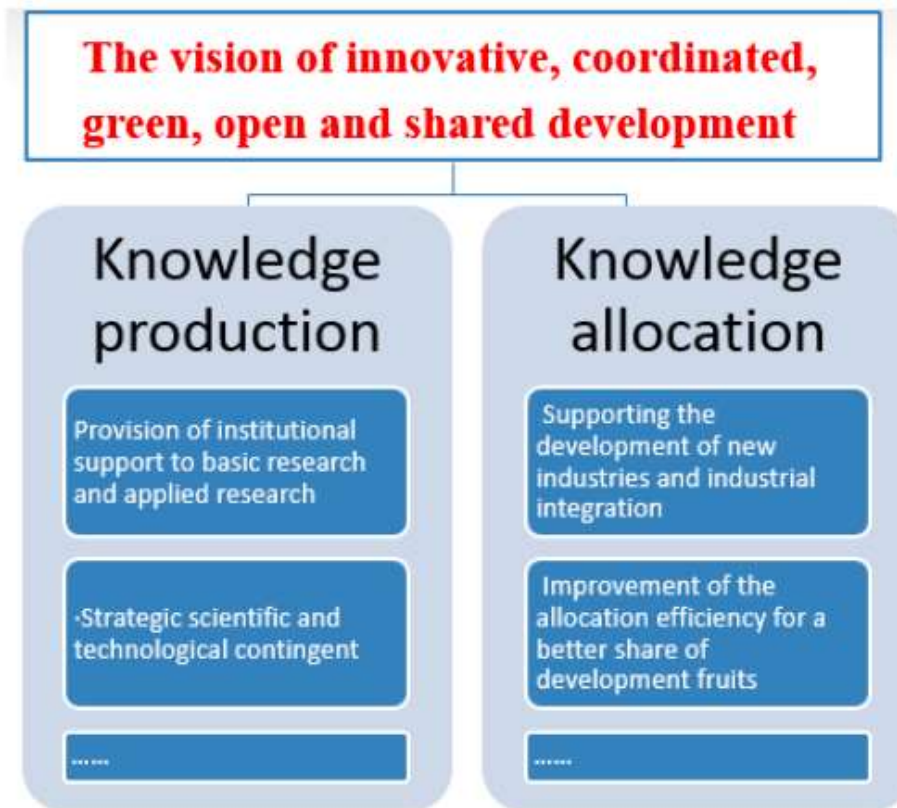 The vision of innovative, coordinated,
green, open and shared development
Knowledge
production
Provision of institutional
support to basic research
and applied research
·Strategic scientific and
technological contingent
......
Knowledge
allocation
Supporting the
development of new
industries and industrial
integration
Improvement of the
allocation efficiency for a
better share of
development fruits
......